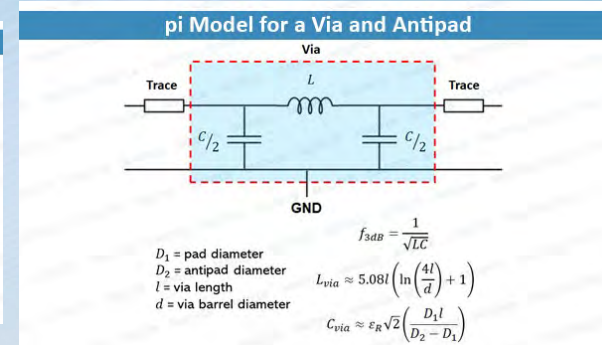 pi Model for a Via and Antipad
Via
Trace
L
Trace
C/2
C/2
GND
f3dB = 1/√LC
D₁ = pad diameter
D₂ = antipad diameter
l = via length
d = via barrel diameter
Lvia ≈ 5.08l (ln(4l/d) + 1)
Cvia ≈ εR√2 (D₁l / D₂ − D₁)